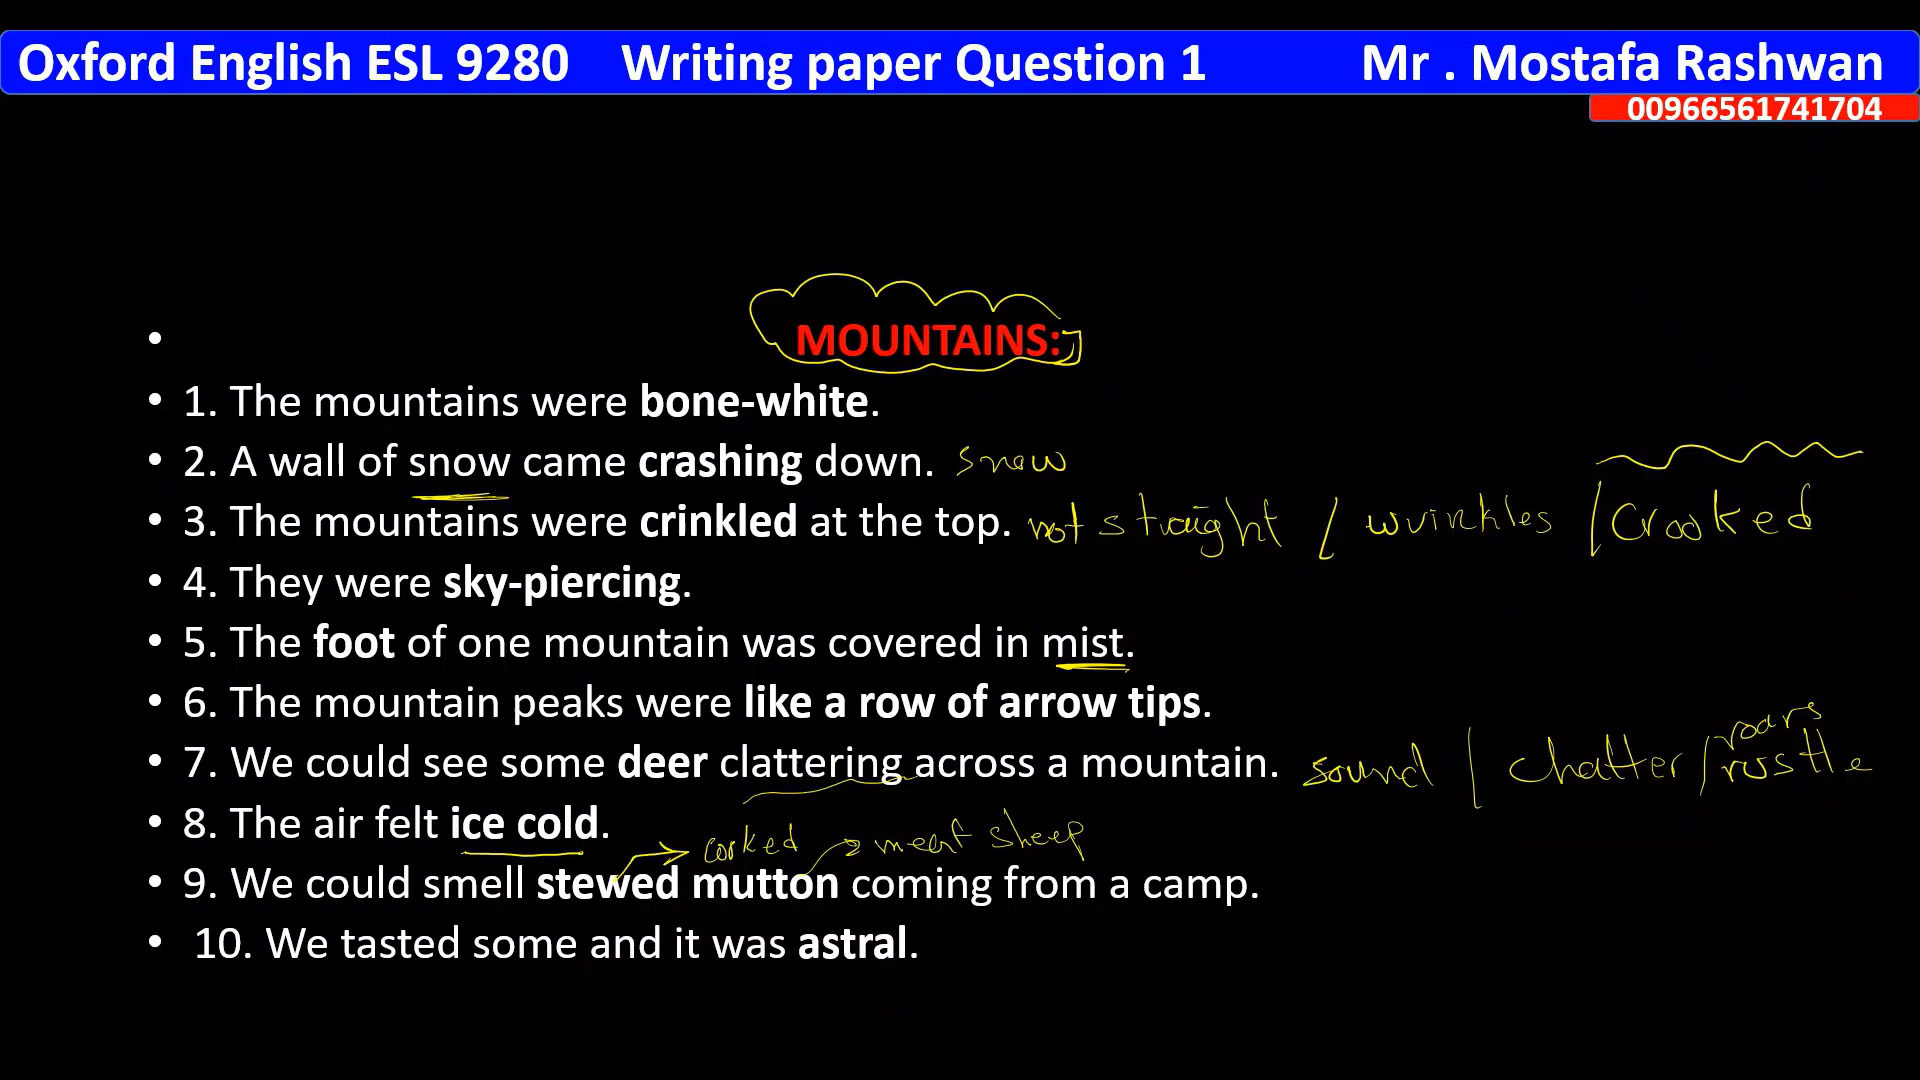 Oxford English ESL 9280 Writing paper Question 1 Mr . Mostafa Rashwan
00966561741704
• MOUNTAINS:
• 1. The mountains were bone-white.
• 2. A wall of snow came crashing down. snow
• 3. The mountains were crinkled at the top. not straight / wrinkles / crooked
• 4. They were sky-piercing.
• 5. The foot of one mountain was covered in mist.
• 6. The mountain peaks were like a row of arrow tips.
roars
• 7. We could see some deer clattering across a mountain. sound / chatter / rustle
• 8. The air felt ice cold.
cooked meat sheep
• 9. We could smell stewed mutton coming from a camp.
• 10. We tasted some and it was astral.